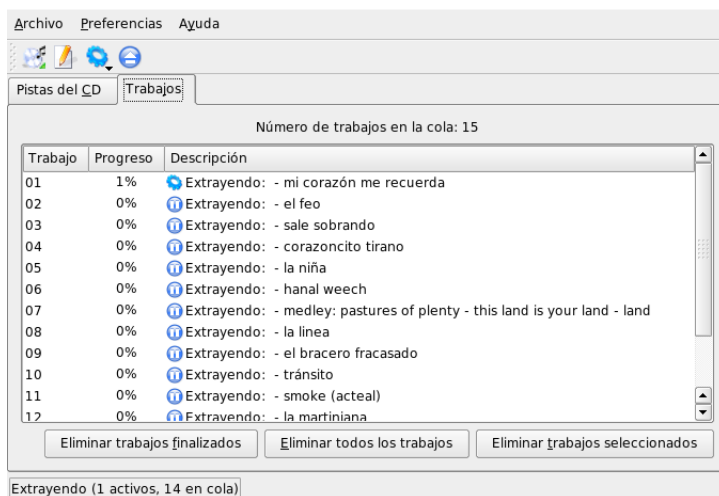 Archivo Preferencias Ayuda
Pistas del CD Trabajos
Número de trabajos en la cola: 15
Trabajo Progreso Descripción
01 1% Extrayendo: - mi corazón me recuerda
02 0% Extrayendo: - el feo
03 0% Extrayendo: - sale sobrando
04 0% Extrayendo: - corazoncito tirano
05 0% Extrayendo: - la niña
06 0% Extrayendo: - hanal weech
07 0% Extrayendo: - medley: pastures of plenty - this land is your land - land
08 0% Extrayendo: - la linea
09 0% Extrayendo: - el bracero fracasado
10 0% Extrayendo: - tránsito
11 0% Extrayendo: - smoke (acteal)
12 0% Extrayendo: - la martiniana
Eliminar trabajos finalizados Eliminar todos los trabajos Eliminar trabajos seleccionados
Extrayendo (1 activos, 14 en cola)